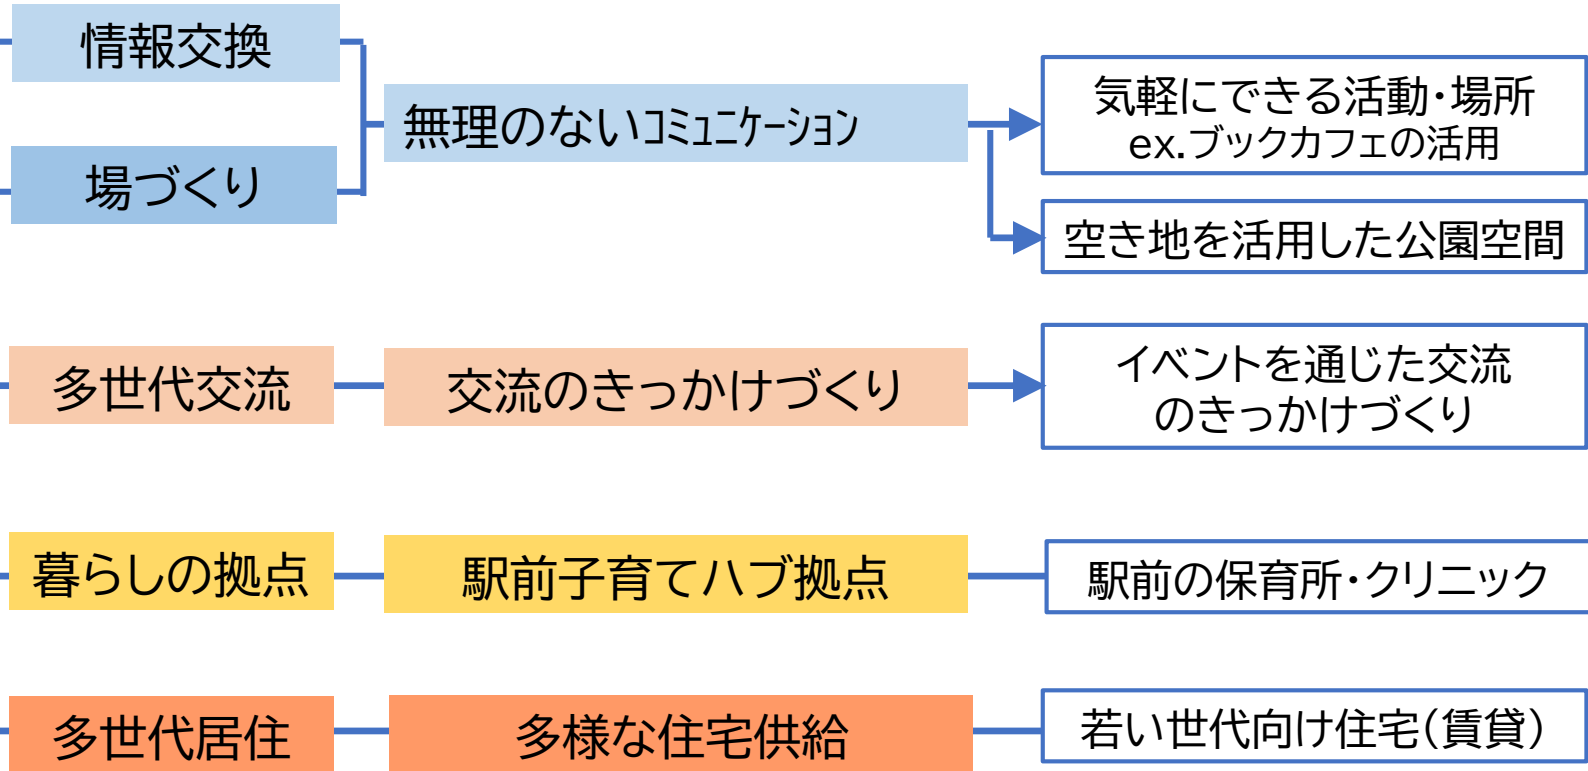 情報交換
場づくり
無理のないｺﾐｭﾆｹｰｼｮﾝ
気軽にできる活動・場所
ex.ブックカフェの活用
空き地を活用した公園空間
多世代交流
交流のきっかけづくり
イベントを通じた交流
のきっかけづくり
暮らしの拠点
駅前子育てハブ拠点
駅前の保育所・クリニック
多世代居住
多様な住宅供給
若い世代向け住宅（賃貸）